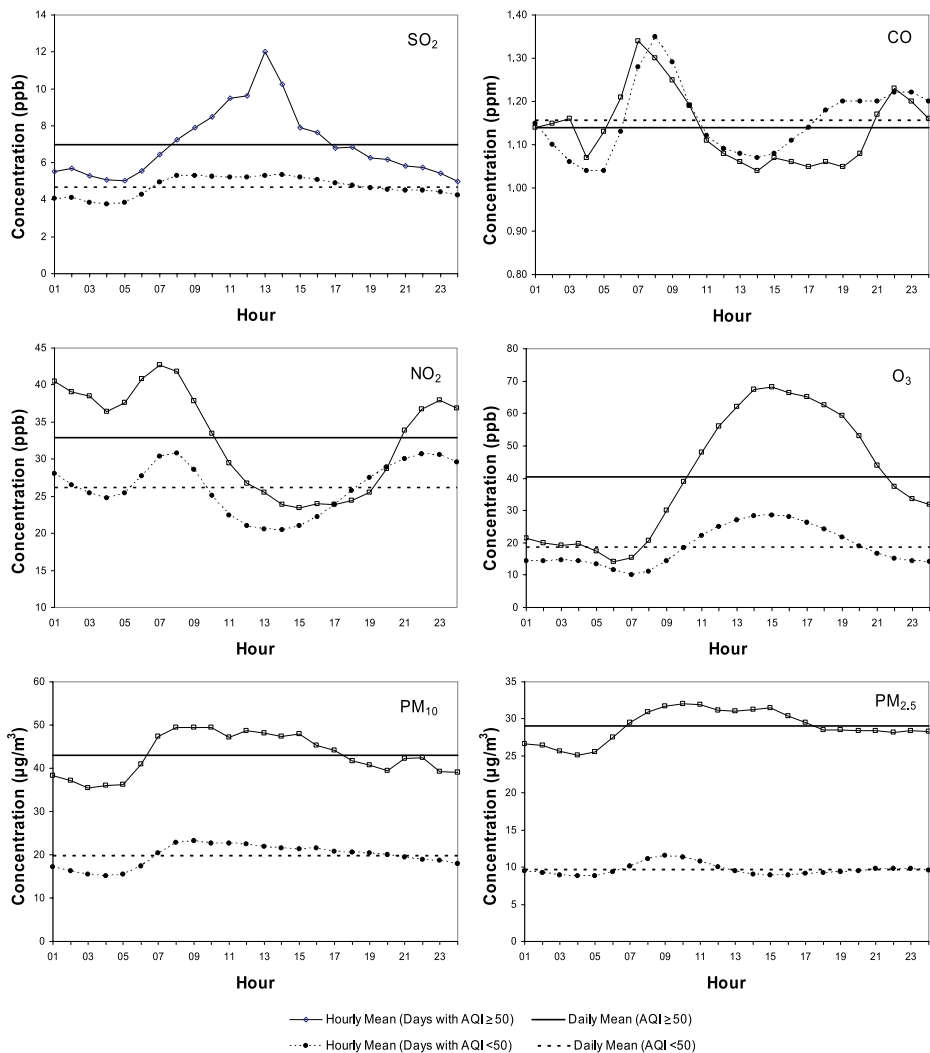 SO2
Concentration (ppb)
14
12
10
8
6
4
2
0
01 03 05 07 09 11 13 15 17 19 21 23
Hour
CO
Concentration (ppm)
1.40
1.30
1.20
1.10
1.00
0.90
0.80
01 03 05 07 09 11 13 15 17 19 21 23
Hour
NO2
Concentration (ppb)
45
40
35
30
25
20
15
10
01 03 05 07 09 11 13 15 17 19 21 23
Hour
O3
Concentration (ppb)
80
70
60
50
40
30
20
10
0
01 03 05 07 09 11 13 15 17 19 21 23
Hour
PM10
Concentration (µg/m³)
60
50
40
30
20
10
0
01 03 05 07 09 11 13 15 17 19 21 23
Hour
PM2.5
Concentration (µg/m³)
35
30
25
20
15
10
5
0
01 03 05 07 09 11 13 15 17 19 21 23
Hour
Hourly Mean (Days with AQI ≥ 50) Daily Mean (AQI ≥ 50)
Hourly Mean (Days with AQI < 50) Daily Mean (AQI < 50)